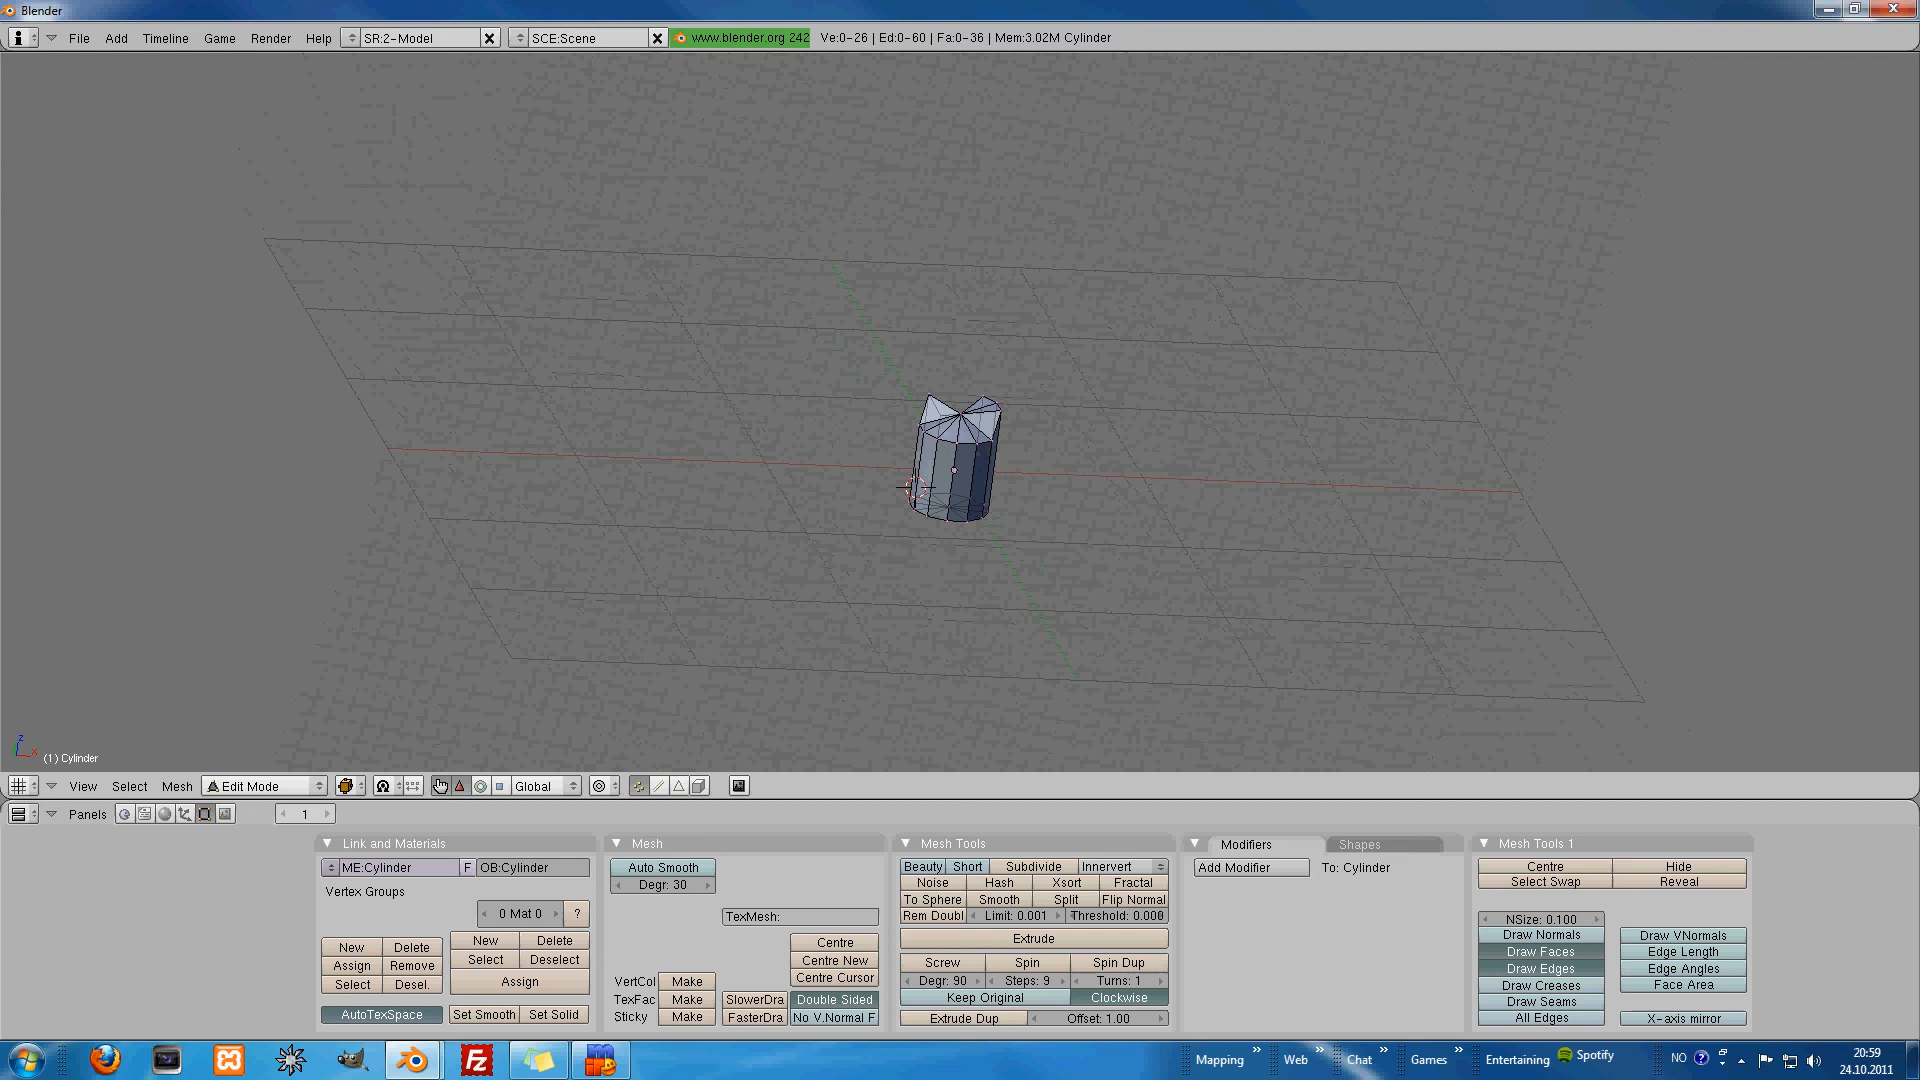 Blender
File Add Timeline Game Render Help SR:2-Model SCE:Scene www.blender.org 242 Ve:0-26 | Ed:0-60 | Fa:0-36 | Mem:3.02M Cylinder
z
x
(1) Cylinder
View Select Mesh Edit Mode Global
Panels 1
Link and Materials
ME:Cylinder F OB:Cylinder
Vertex Groups
0 Mat 0 ?
New Delete
Assign Remove
Select Desel.
New Delete
Select Deselect
Assign
AutoTexSpace Set Smooth Set Solid
Mesh
Auto Smooth
Degr: 30
TexMesh:
Centre
Centre New
Centre Cursor
VertCol Make
TexFac Make SlowerDra Double Sided
Sticky Make FasterDra No V.Normal F
Mesh Tools
Beauty Short Subdivide Innervert
Noise Hash Xsort Fractal
To Sphere Smooth Split Flip Normal
Rem Doubl Limit: 0.001 Threshold: 0.000
Extrude
Screw Spin Spin Dup
Degr: 90 Steps: 9 Turns: 1
Keep Original Clockwise
Extrude Dup Offset: 1.00
Modifiers Shapes
Add Modifier To: Cylinder
Mesh Tools 1
Centre Hide
Select Swap Reveal
NSize: 0.100
Draw Normals
Draw Faces
Draw Edges
Draw Creases
Draw Seams
All Edges
Draw VNormals
Edge Length
Edge Angles
Face Area
X-axis mirror
Fz
Mapping Web Chat Games Entertaining Spotify NO 20:59
24.10.2011